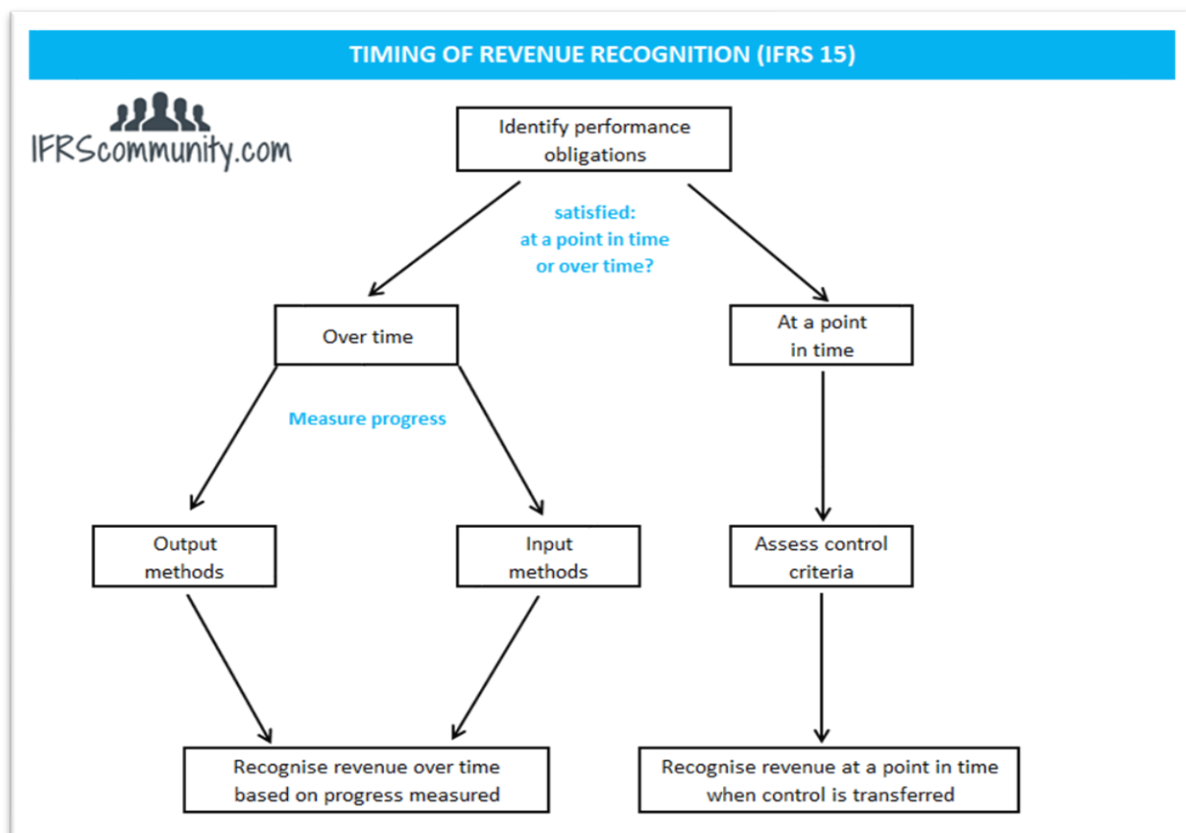 TIMING OF REVENUE RECOGNITION (IFRS 15)
IFRScommunity.com
Identify performance
obligations
satisfied:
at a point in time
or over time?
Over time
At a point
in time
Measure progress
Output
methods
Input
methods
Assess control
criteria
Recognise revenue over time
based on progress measured
Recognise revenue at a point in time
when control is transferred